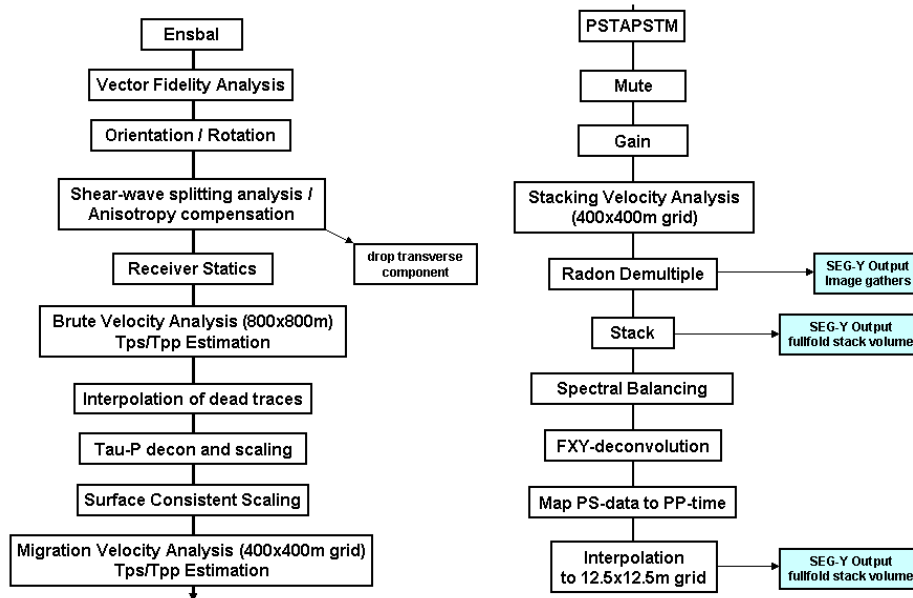 Ensbal
Vector Fidelity Analysis
Orientation / Rotation
Shear-wave splitting analysis /
Anisotropy compensation
drop transverse
component
Receiver Statics
Brute Velocity Analysis (800x800m)
Tps/Tpp Estimation
Interpolation of dead traces
Tau-P decon and scaling
Surface Consistent Scaling
Migration Velocity Analysis (400x400m grid)
Tps/Tpp Estimation
PSTAPSTM
Mute
Gain
Stacking Velocity Analysis
(400x400m grid)
Radon Demultiple
SEG-Y Output
Image gathers
Stack
SEG-Y Output
fullfold stack volume
Spectral Balancing
FXY-deconvolution
Map PS-data to PP-time
Interpolation
to 12.5x12.5m grid
SEG-Y Output
fullfold stack volume